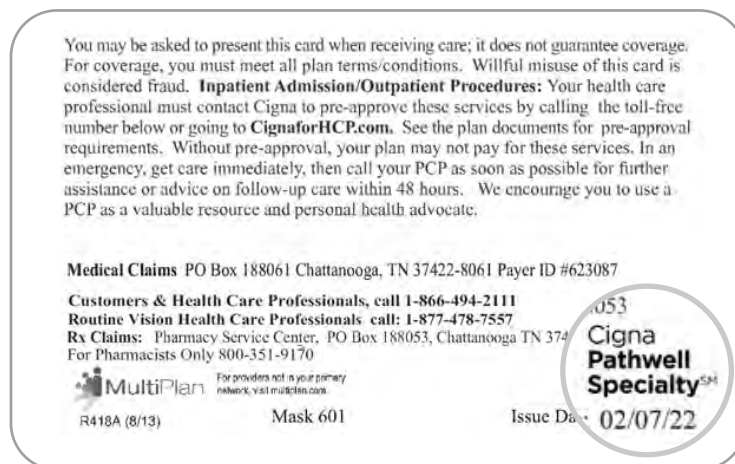 You may be asked to present this card when receiving care; it does not guarantee coverage.
For coverage, you must meet all plan terms/conditions. Willful misuse of this card is
considered fraud. Inpatient Admission/Outpatient Procedures: Your health care
professional must contact Cigna to pre-approve these services by calling the toll-free
number below or going to CignaforHCP.com. See the plan documents for pre-approval
requirements. Without pre-approval, your plan may not pay for these services. In an
emergency, get care immediately, then call your PCP as soon as possible for further
assistance or advice on follow-up care within 48 hours. We encourage you to use a
PCP as a valuable resource and personal health advocate.
Medical Claims PO Box 188061 Chattanooga, TN 37422-8061 Payer ID #623087
Customers & Health Care Professionals, call 1-866-494-2111
Routine Vision Health Care Professionals call: 1-877-478-7557
Rx Claims: Pharmacy Service Center, PO Box 188053, Chattanooga TN 374
For Pharmacists Only 800-351-9170
MultiPlan For providers not in your primary
network, visit multiplan.com
R418A (8/13) Mask 601 Issue Da
053
Cigna
Pathwell
Specialty℠
02/07/22